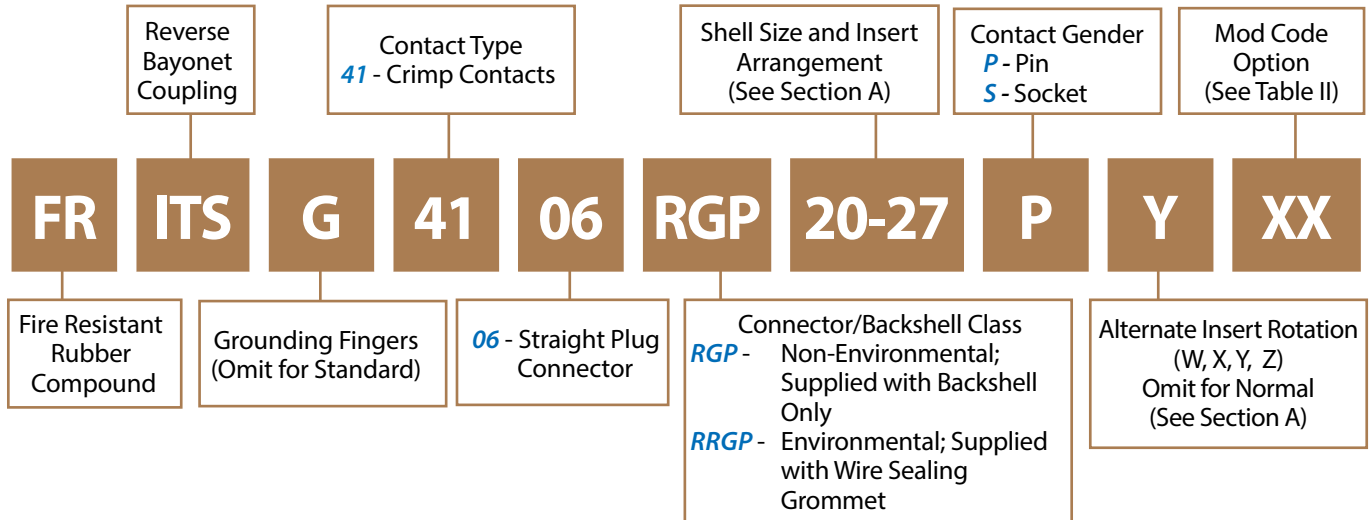 Reverse
Bayonet
Coupling
Contact Type
41 - Crimp Contacts
Shell Size and Insert
Arrangement
(See Section A)
Contact Gender
P - Pin
S - Socket
Mod Code
Option
(See Table II)
FR ITS G 41 06 RGP 20-27 P Y XX
Fire Resistant
Rubber
Compound
Grounding Fingers
(Omit for Standard)
06 - Straight Plug
Connector
Connector/Backshell Class
RGP - Non-Environmental;
Supplied with Backshell
Only
RRGP - Environmental; Supplied
with Wire Sealing
Grommet
Alternate Insert Rotation
(W, X, Y, Z)
Omit for Normal
(See Section A)